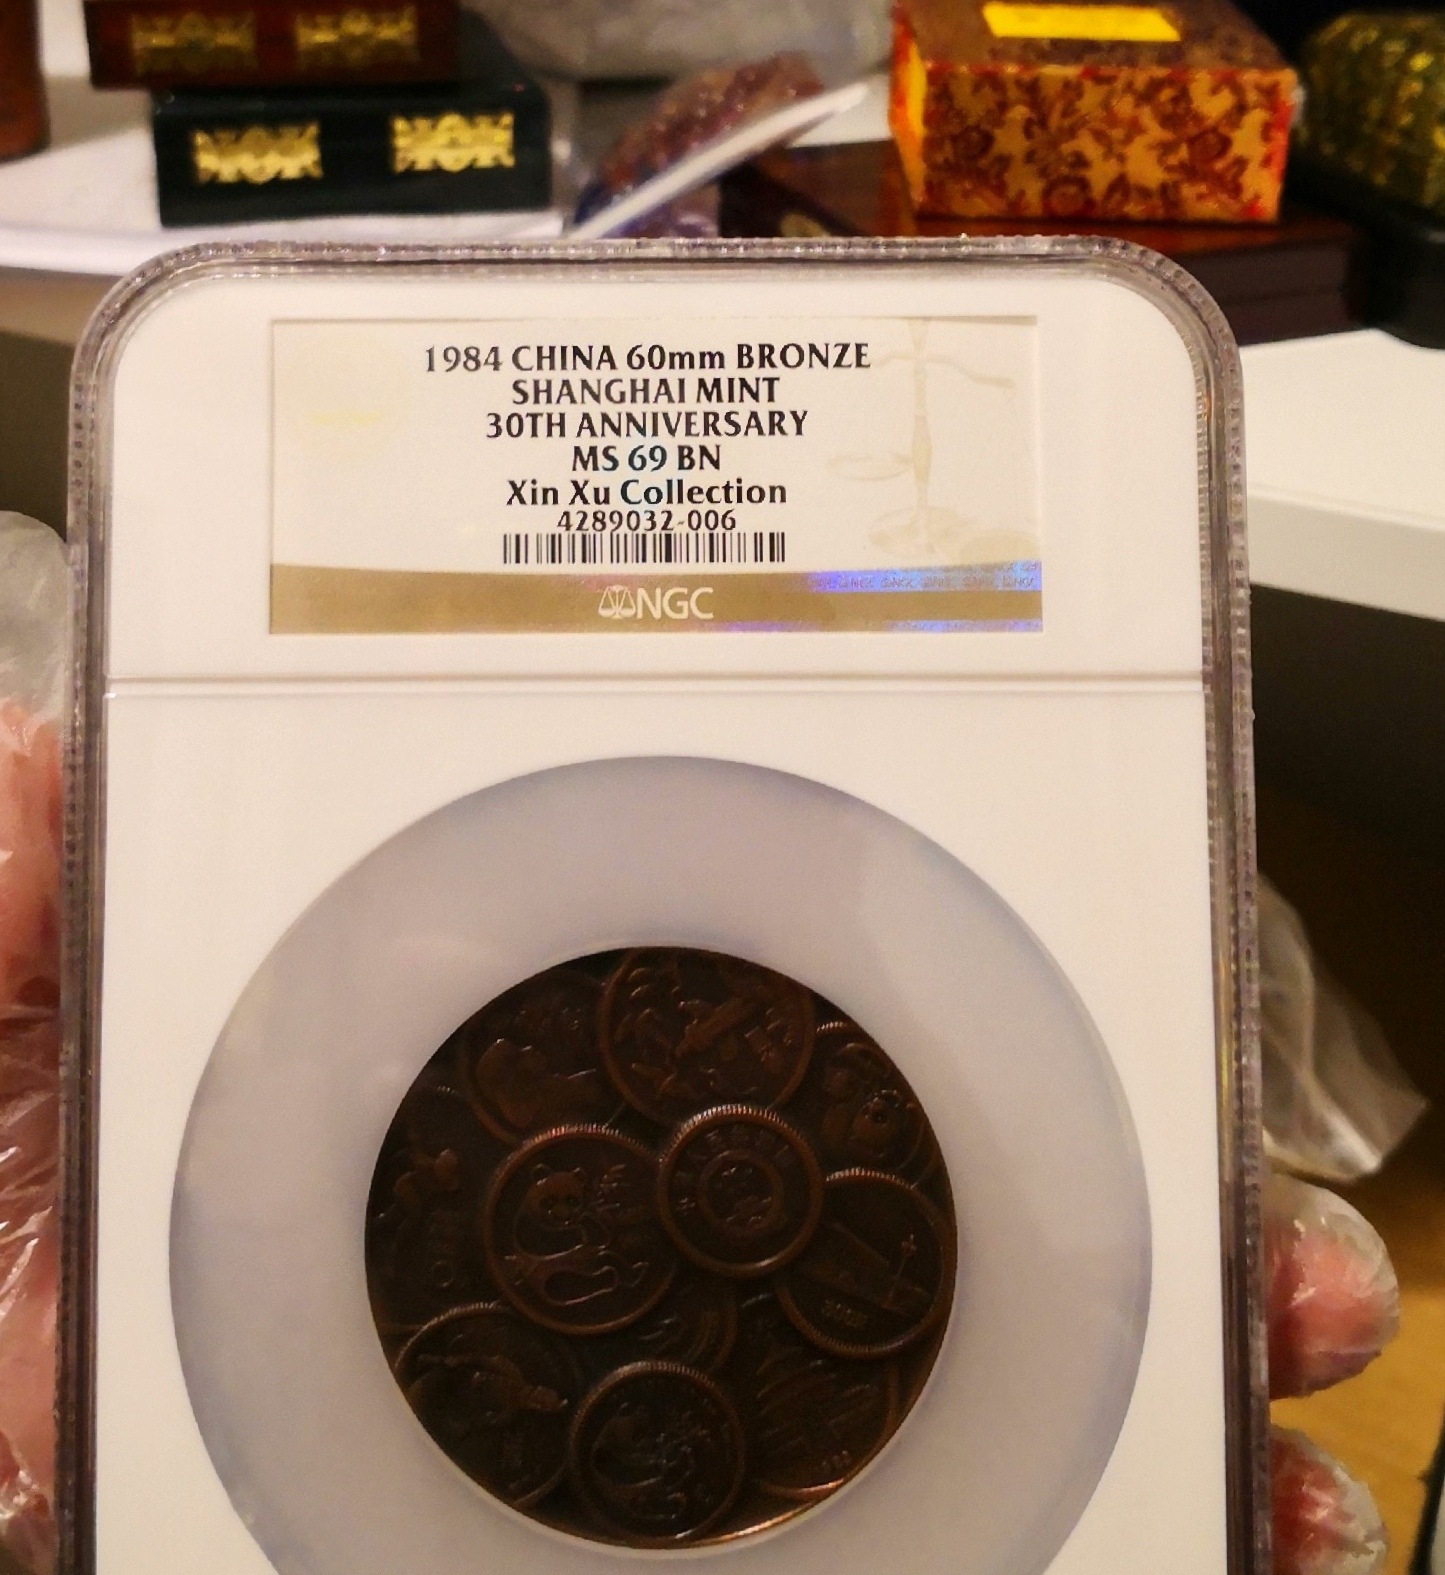 1984 CHINA 60mm BRONZE
SHANGHAI MINT
30TH ANNIVERSARY
MS 69 BN
Xin Xu Collection
4289032-006
NGC